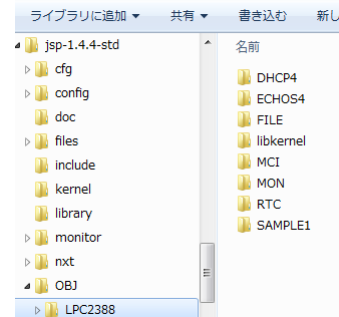 ライブラリに追加 ▼ 共有 ▼ 書き込む 新し
jsp-1.4.4-std
cfg
config
doc
files
include
kernel
library
monitor
nxt
OBJ
LPC2388
名前
DHCP4
ECHOS4
FILE
libkernel
MCI
MON
RTC
SAMPLE1